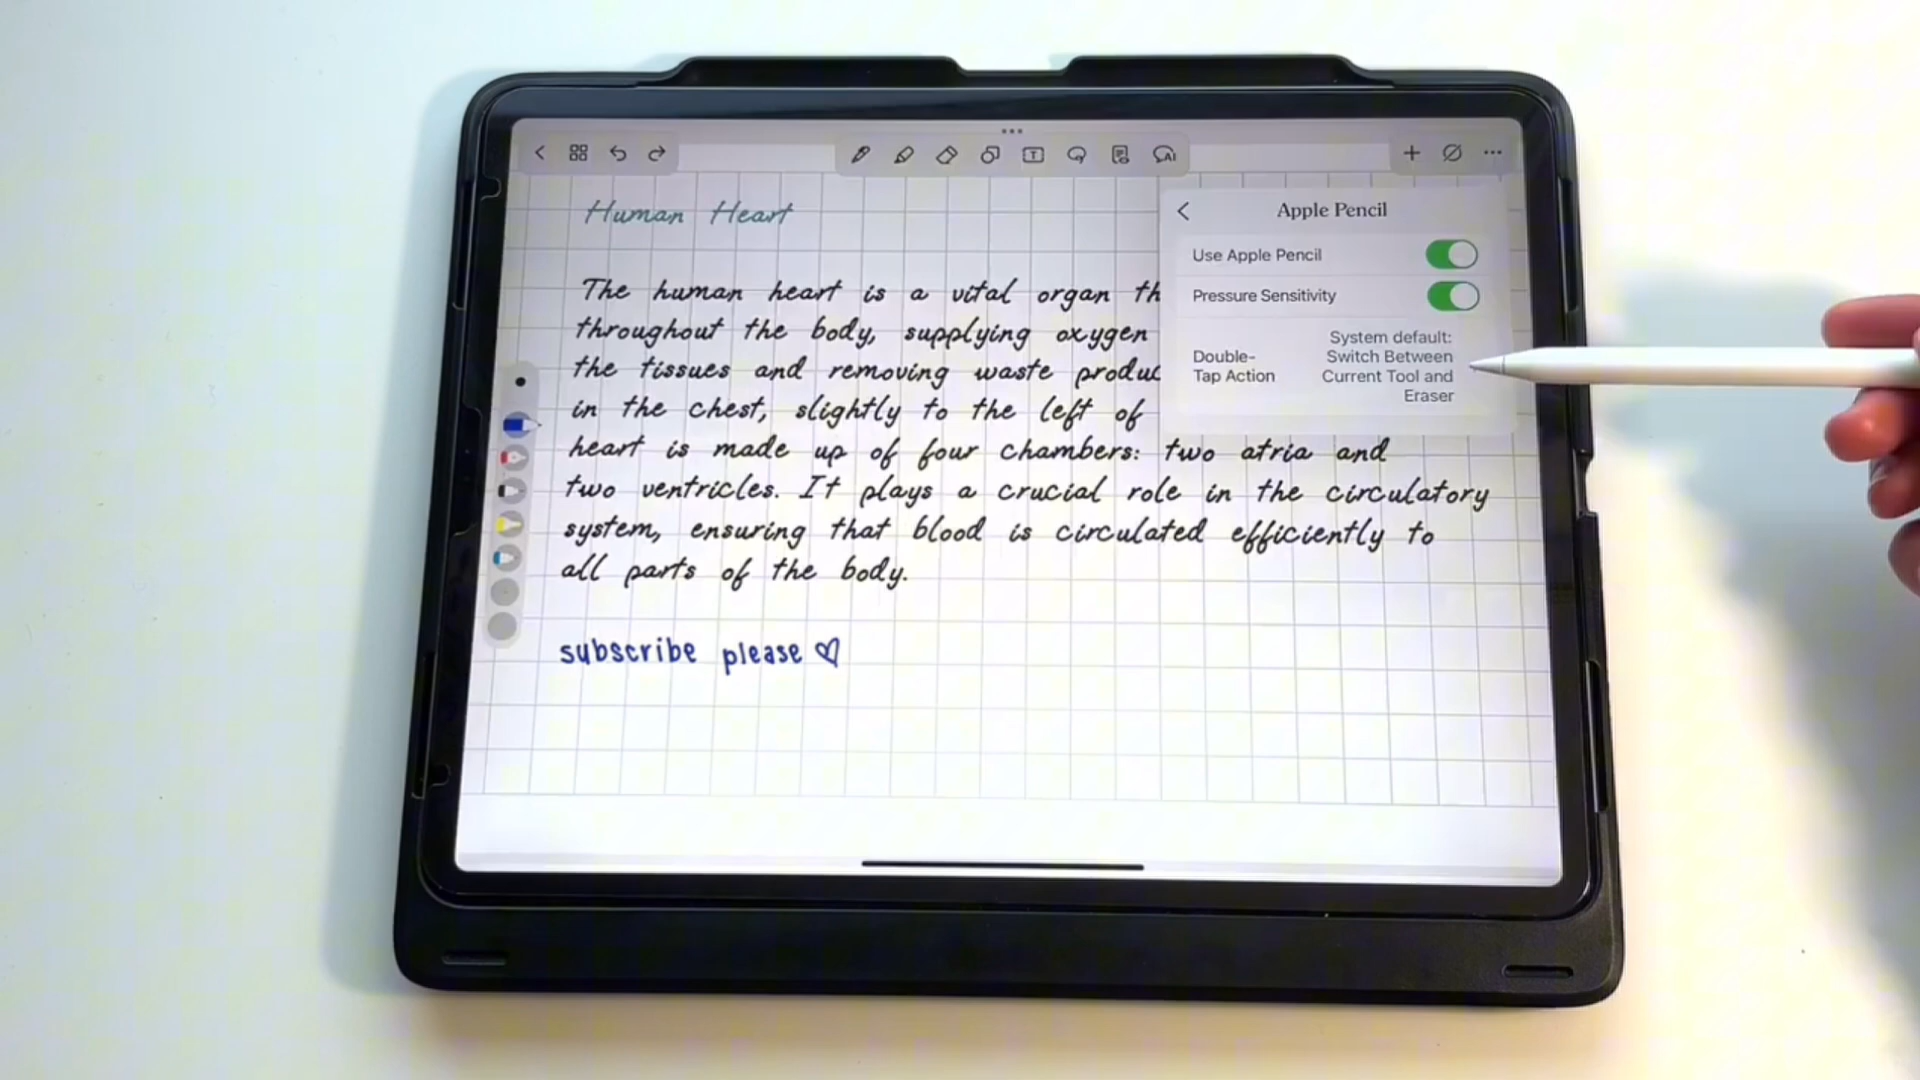 Human Heart
Apple Pencil
Use Apple Pencil
Pressure Sensitivity
Double-
Tap Action
System default:
Switch Between
Current Tool and
Eraser
The human heart is a vital organ th
throughout the body, supplying oxygen
the tissues and removing waste produc
in the chest, slightly to the left of
heart is made up of four chambers: two atria and
two ventricles. It plays a crucial role in the circulatory
system, ensuring that blood is circulated efficiently to
all parts of the body.
subscribe please
T
AI